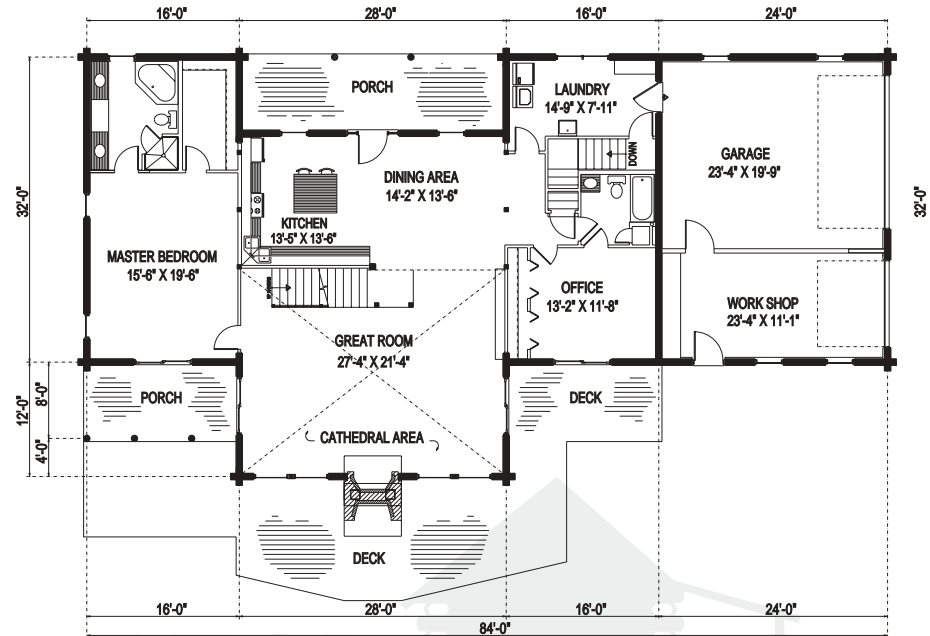 16'-0"
28'-0"
16'-0"
24'-0"
PORCH
LAUNDRY
14'-9" X 7'-11"
DOWN
GARAGE
23'-4" X 19'-9"
DINING AREA
14'-2" X 13'-6"
32'-0"
32'-0"
KITCHEN
13'-5" X 13'-6"
MASTER BEDROOM
15'-6" X 19'-6"
OFFICE
13'-2" X 11'-8"
WORK SHOP
23'-4" X 11'-1"
GREAT ROOM
27'-4" X 21'-4"
PORCH
DECK
12'-0"
8'-0"
4'-0"
CATHEDRAL AREA
DECK
16'-0"
28'-0"
16'-0"
24'-0"
84'-0"